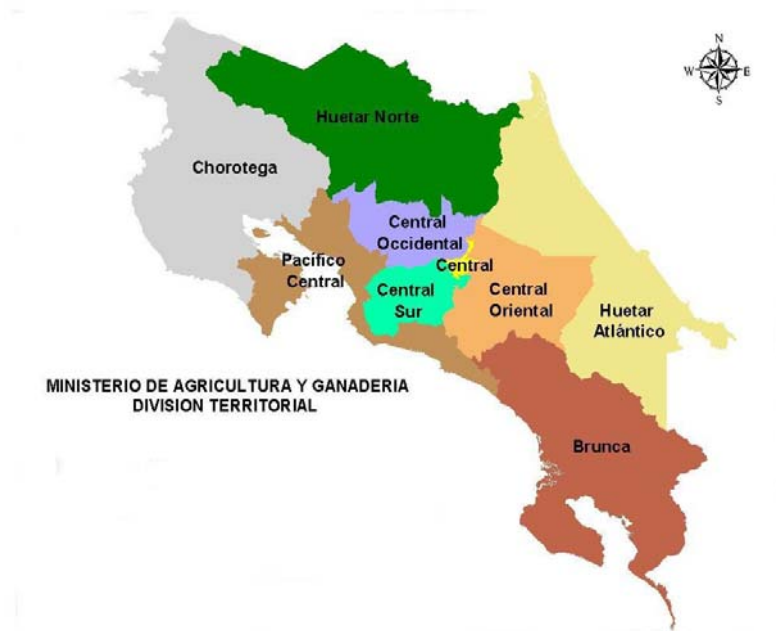 N
W
E
S
Huetar Norte
Chorotega
Central
Occidental
Pacífico
Central
Central
Central
Sur
Central
Oriental
Huetar
Atlántico
MINISTERIO DE AGRICULTURA Y GANADERIA
DIVISION TERRITORIAL
Brunca